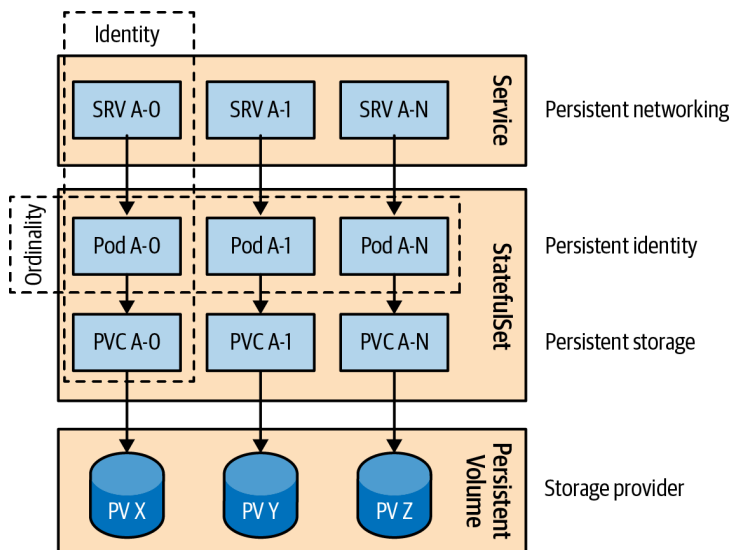 Identity
SRV A-0
SRV A-1
SRV A-N
Service
Persistent networking
Ordinality
Pod A-0
Pod A-1
Pod A-N
Persistent identity
StatefulSet
PVC A-0
PVC A-1
PVC A-N
Persistent storage
PV X
PV Y
PV Z
Persistent
Volume
Storage provider